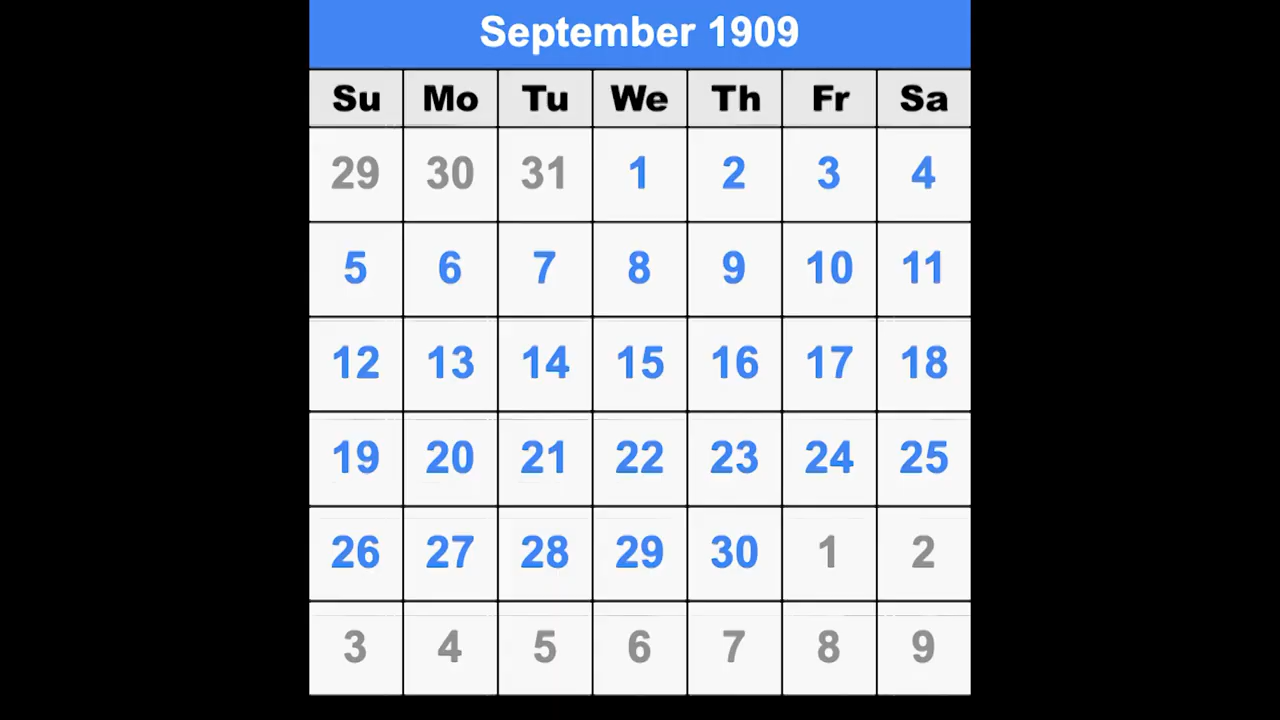 September 1909
Su Mo Tu We Th Fr Sa
29 30 31 1 2 3 4
5 6 7 8 9 10 11
12 13 14 15 16 17 18
19 20 21 22 23 24 25
26 27 28 29 30 1 2
3 4 5 6 7 8 9